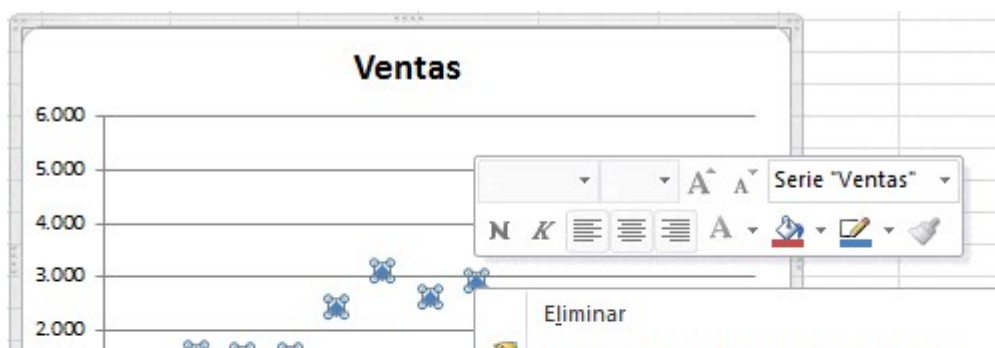 Ventas
6.000
5.000
4.000
3.000
2.000
A A Serie "Ventas"
N K A
Eliminar